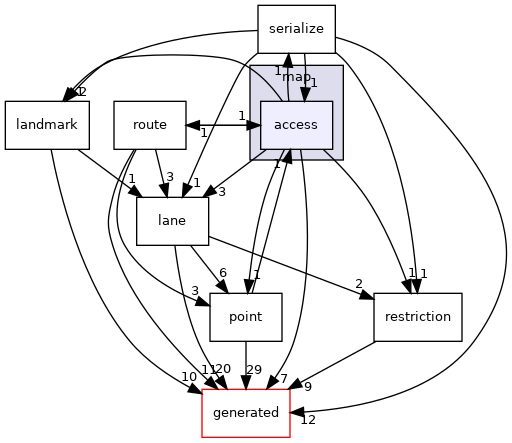 serialize
1
1
map
1
2
landmark
route
1
1
access
1
3
1
3
1
lane
6
1
2
1
1
3
point
restriction
10
11
20
29
7
9
generated
12